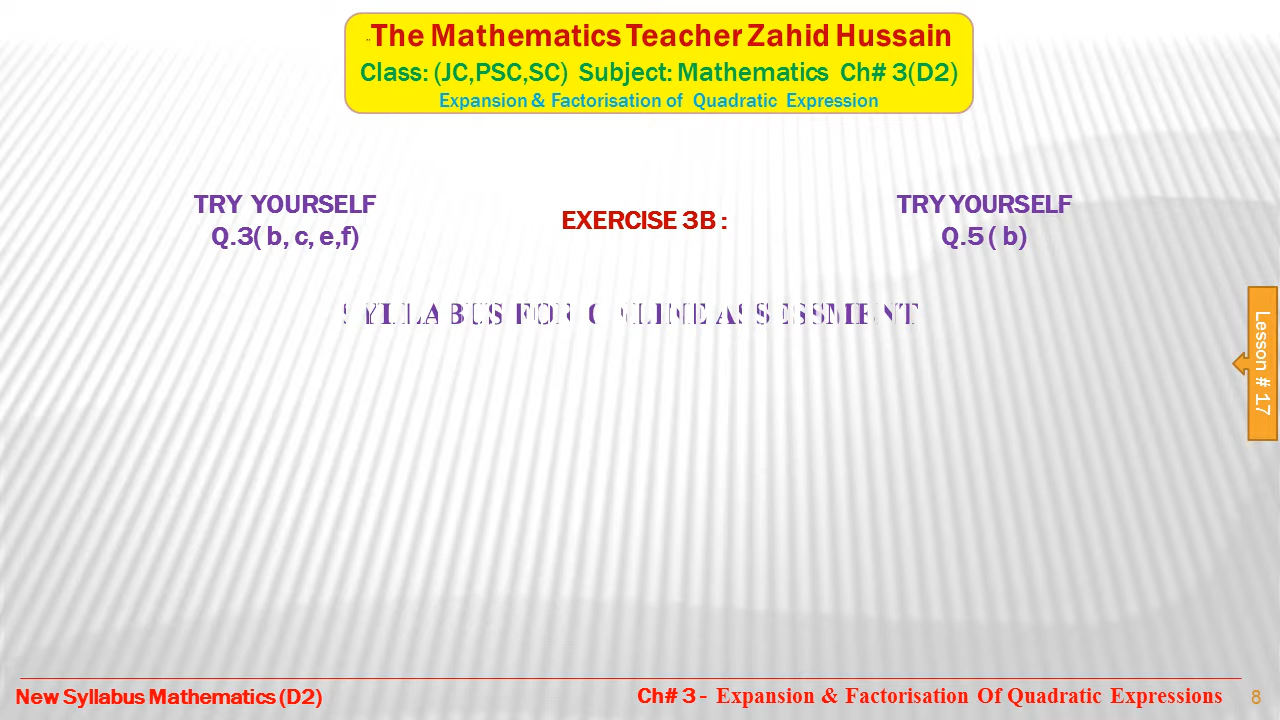 The Mathematics Teacher Zahid Hussain
Class: (JC,PSC,SC) Subject: Mathematics Ch# 3(D2)
Expansion & Factorisation of Quadratic Expression
TRY YOURSELF
Q.3( b, c, e,f)
EXERCISE 3B :
TRY YOURSELF
Q.5 ( b)
SYLLABUS FOR ONLINE ASSESSMENT
Lesson # 17
New Syllabus Mathematics (D2)
Ch# 3 - Expansion & Factorisation Of Quadratic Expressions
8